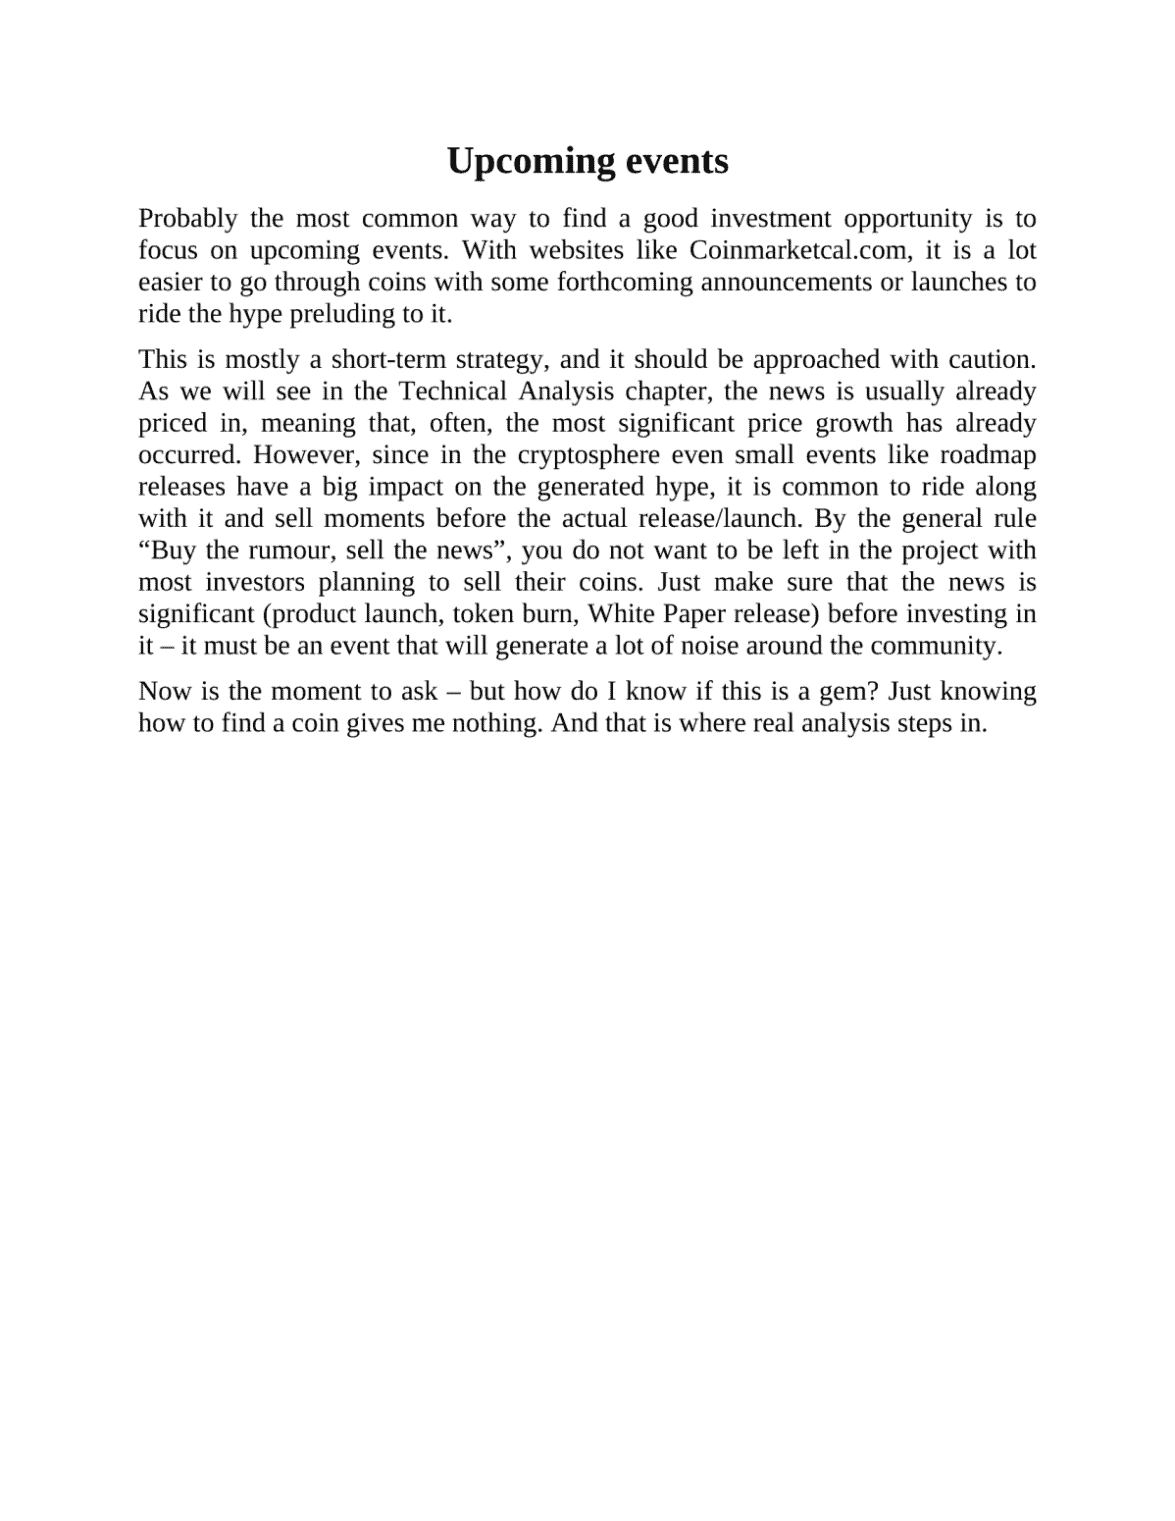 Upcoming events
Probably the most common way to find a good investment opportunity is to
focus on upcoming events. With websites like Coinmarketcal.com, it is a lot
easier to go through coins with some forthcoming announcements or launches to
ride the hype preluding to it.
This is mostly a short-term strategy, and it should be approached with caution.
As we will see in the Technical Analysis chapter, the news is usually already
priced in, meaning that, often, the most significant price growth has already
occurred. However, since in the cryptosphere even small events like roadmap
releases have a big impact on the generated hype, it is common to ride along
with it and sell moments before the actual release/launch. By the general rule
“Buy the rumour, sell the news”, you do not want to be left in the project with
most investors planning to sell their coins. Just make sure that the news is
significant (product launch, token burn, White Paper release) before investing in
it – it must be an event that will generate a lot of noise around the community.
Now is the moment to ask – but how do I know if this is a gem? Just knowing
how to find a coin gives me nothing. And that is where real analysis steps in.